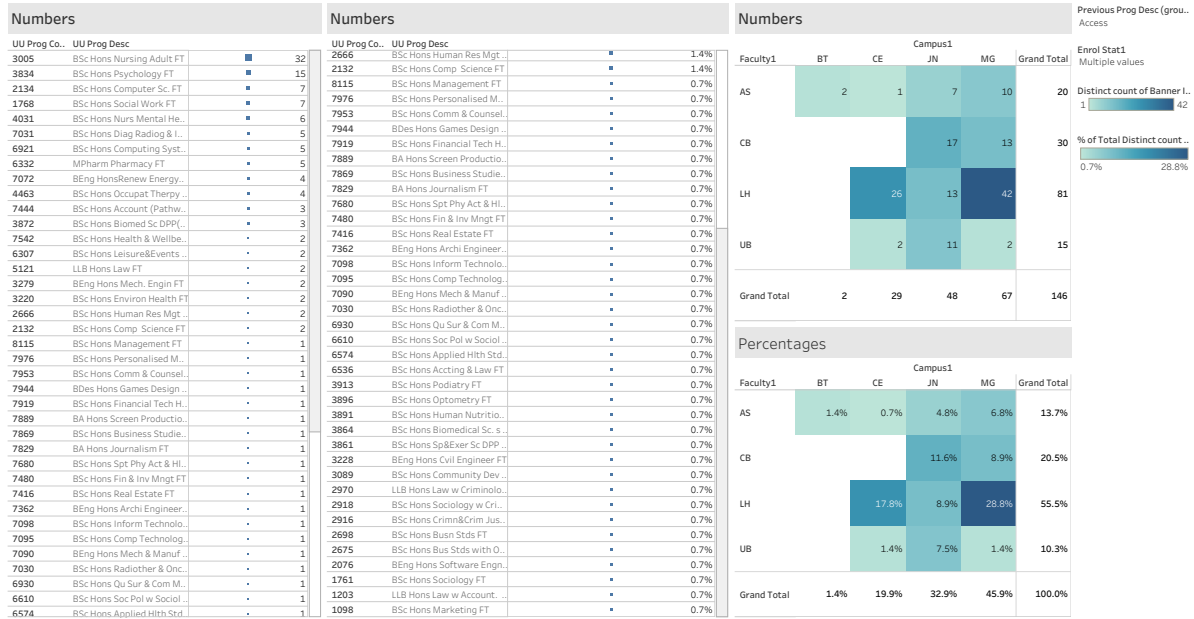 Numbers
UU Prog Co.. UU Prog Desc
3005 BSc Hons Nursing Adult FT 32
3834 BSc Hons Psychology FT 15
2134 BSc Hons Computer Sc. FT 7
1768 BSc Hons Social Work FT 7
4031 BSc Hons Nurs Mental He.. 6
7031 BSc Hons Diag Radiog & I.. 5
6921 BSc Hons Computing Syst.. 5
6332 MPharm Pharmacy FT 5
7072 BEng HonsRenew Energy.. 4
4463 BSc Hons Occupat Therpy .. 4
7444 BSc Hons Account (Pathw.. 3
3872 BSc Hons Biomed Sc DPP(.. 3
7542 BSc Hons Health & Wellbe.. 2
6307 BSc Hons Leisure&Events .. 2
5121 LLB Hons Law FT 2
3279 BEng Hons Mech. Engin FT 2
3220 BSc Hons Environ Health FT 2
2666 BSc Hons Human Res Mgt .. 2
2132 BSc Hons Comp Science FT 2
8115 BSc Hons Management FT 1
7976 BSc Hons Personalised M.. 1
7953 BSc Hons Comm & Counsel.. 1
7944 BDes Hons Games Design .. 1
7919 BSc Hons Financial Tech H.. 1
7889 BA Hons Screen Productio.. 1
7869 BSc Hons Business Studie.. 1
7829 BA Hons Journalism FT 1
7680 BSc Hons Spt Phy Act & Hl.. 1
7480 BSc Hons Fin & Inv Mngt FT 1
7416 BSc Hons Real Estate FT 1
7362 BEng Hons Archi Engineer.. 1
7098 BSc Hons Inform Technolo.. 1
7095 BSc Hons Comp Technolog.. 1
7090 BEng Hons Mech & Manuf .. 1
7030 BSc Hons Radiother & Onc.. 1
6930 BSc Hons Qu Sur & Com M.. 1
6610 BSc Hons Soc Pol w Sociol .. 1
6574 BSc Hons Applied Hlth Std.. 1
Numbers
UU Prog Co.. UU Prog Desc
2666 BSc Hons Human Res Mgt .. 1.4%
2132 BSc Hons Comp Science FT 1.4%
8115 BSc Hons Management FT 0.7%
7976 BSc Hons Personalised M.. 0.7%
7953 BSc Hons Comm & Counsel.. 0.7%
7944 BDes Hons Games Design .. 0.7%
7919 BSc Hons Financial Tech H.. 0.7%
7889 BA Hons Screen Productio.. 0.7%
7869 BSc Hons Business Studie.. 0.7%
7829 BA Hons Journalism FT 0.7%
7680 BSc Hons Spt Phy Act & Hl.. 0.7%
7480 BSc Hons Fin & Inv Mngt FT 0.7%
7416 BSc Hons Real Estate FT 0.7%
7362 BEng Hons Archi Engineer.. 0.7%
7098 BSc Hons Inform Technolo.. 0.7%
7095 BSc Hons Comp Technolog.. 0.7%
7090 BEng Hons Mech & Manuf .. 0.7%
7030 BSc Hons Radiother & Onc.. 0.7%
6930 BSc Hons Qu Sur & Com M.. 0.7%
6610 BSc Hons Soc Pol w Sociol .. 0.7%
6574 BSc Hons Applied Hlth Std.. 0.7%
6536 BSc Hons Accting & Law FT 0.7%
3913 BSc Hons Podiatry FT 0.7%
3896 BSc Hons Optometry FT 0.7%
3891 BSc Hons Human Nutritio.. 0.7%
3864 BSc Hons Biomedical Sc. s .. 0.7%
3861 BSc Hons Sp&Exer Sc DPP .. 0.7%
3228 BEng Hons Cvil Engineer FT 0.7%
3089 BSc Hons Community Dev .. 0.7%
2970 LLB Hons Law w Criminolo.. 0.7%
2918 BSc Hons Sociology w Cri.. 0.7%
2916 BSc Hons Crimn&Crim Jus.. 0.7%
2698 BSc Hons Busn Stds FT 0.7%
2675 BSc Hons Bus Stds with O.. 0.7%
2076 BEng Hons Software Engn.. 0.7%
1761 BSc Hons Sociology FT 0.7%
1203 LLB Hons Law w Account. .. 0.7%
1098 BSc Hons Marketing FT 0.7%
Numbers
Campus1
Faculty1 BT CE JN MG Grand Total
AS 2 1 7 10 20
CB 17 13 30
LH 26 13 42 81
UB 2 11 2 15
Grand Total 2 29 48 67 146
Percentages
Campus1
Faculty1 BT CE JN MG Grand Total
AS 1.4% 0.7% 4.8% 6.8% 13.7%
CB 11.6% 8.9% 20.5%
LH 17.8% 8.9% 28.8% 55.5%
UB 1.4% 7.5% 1.4% 10.3%
Grand Total 1.4% 19.9% 32.9% 45.9% 100.0%
Previous Prog Desc (grou..
Access
Enrol Stat1
Multiple values
Distinct count of Banner I..
1 42
% of Total Distinct count ..
0.7% 28.8%